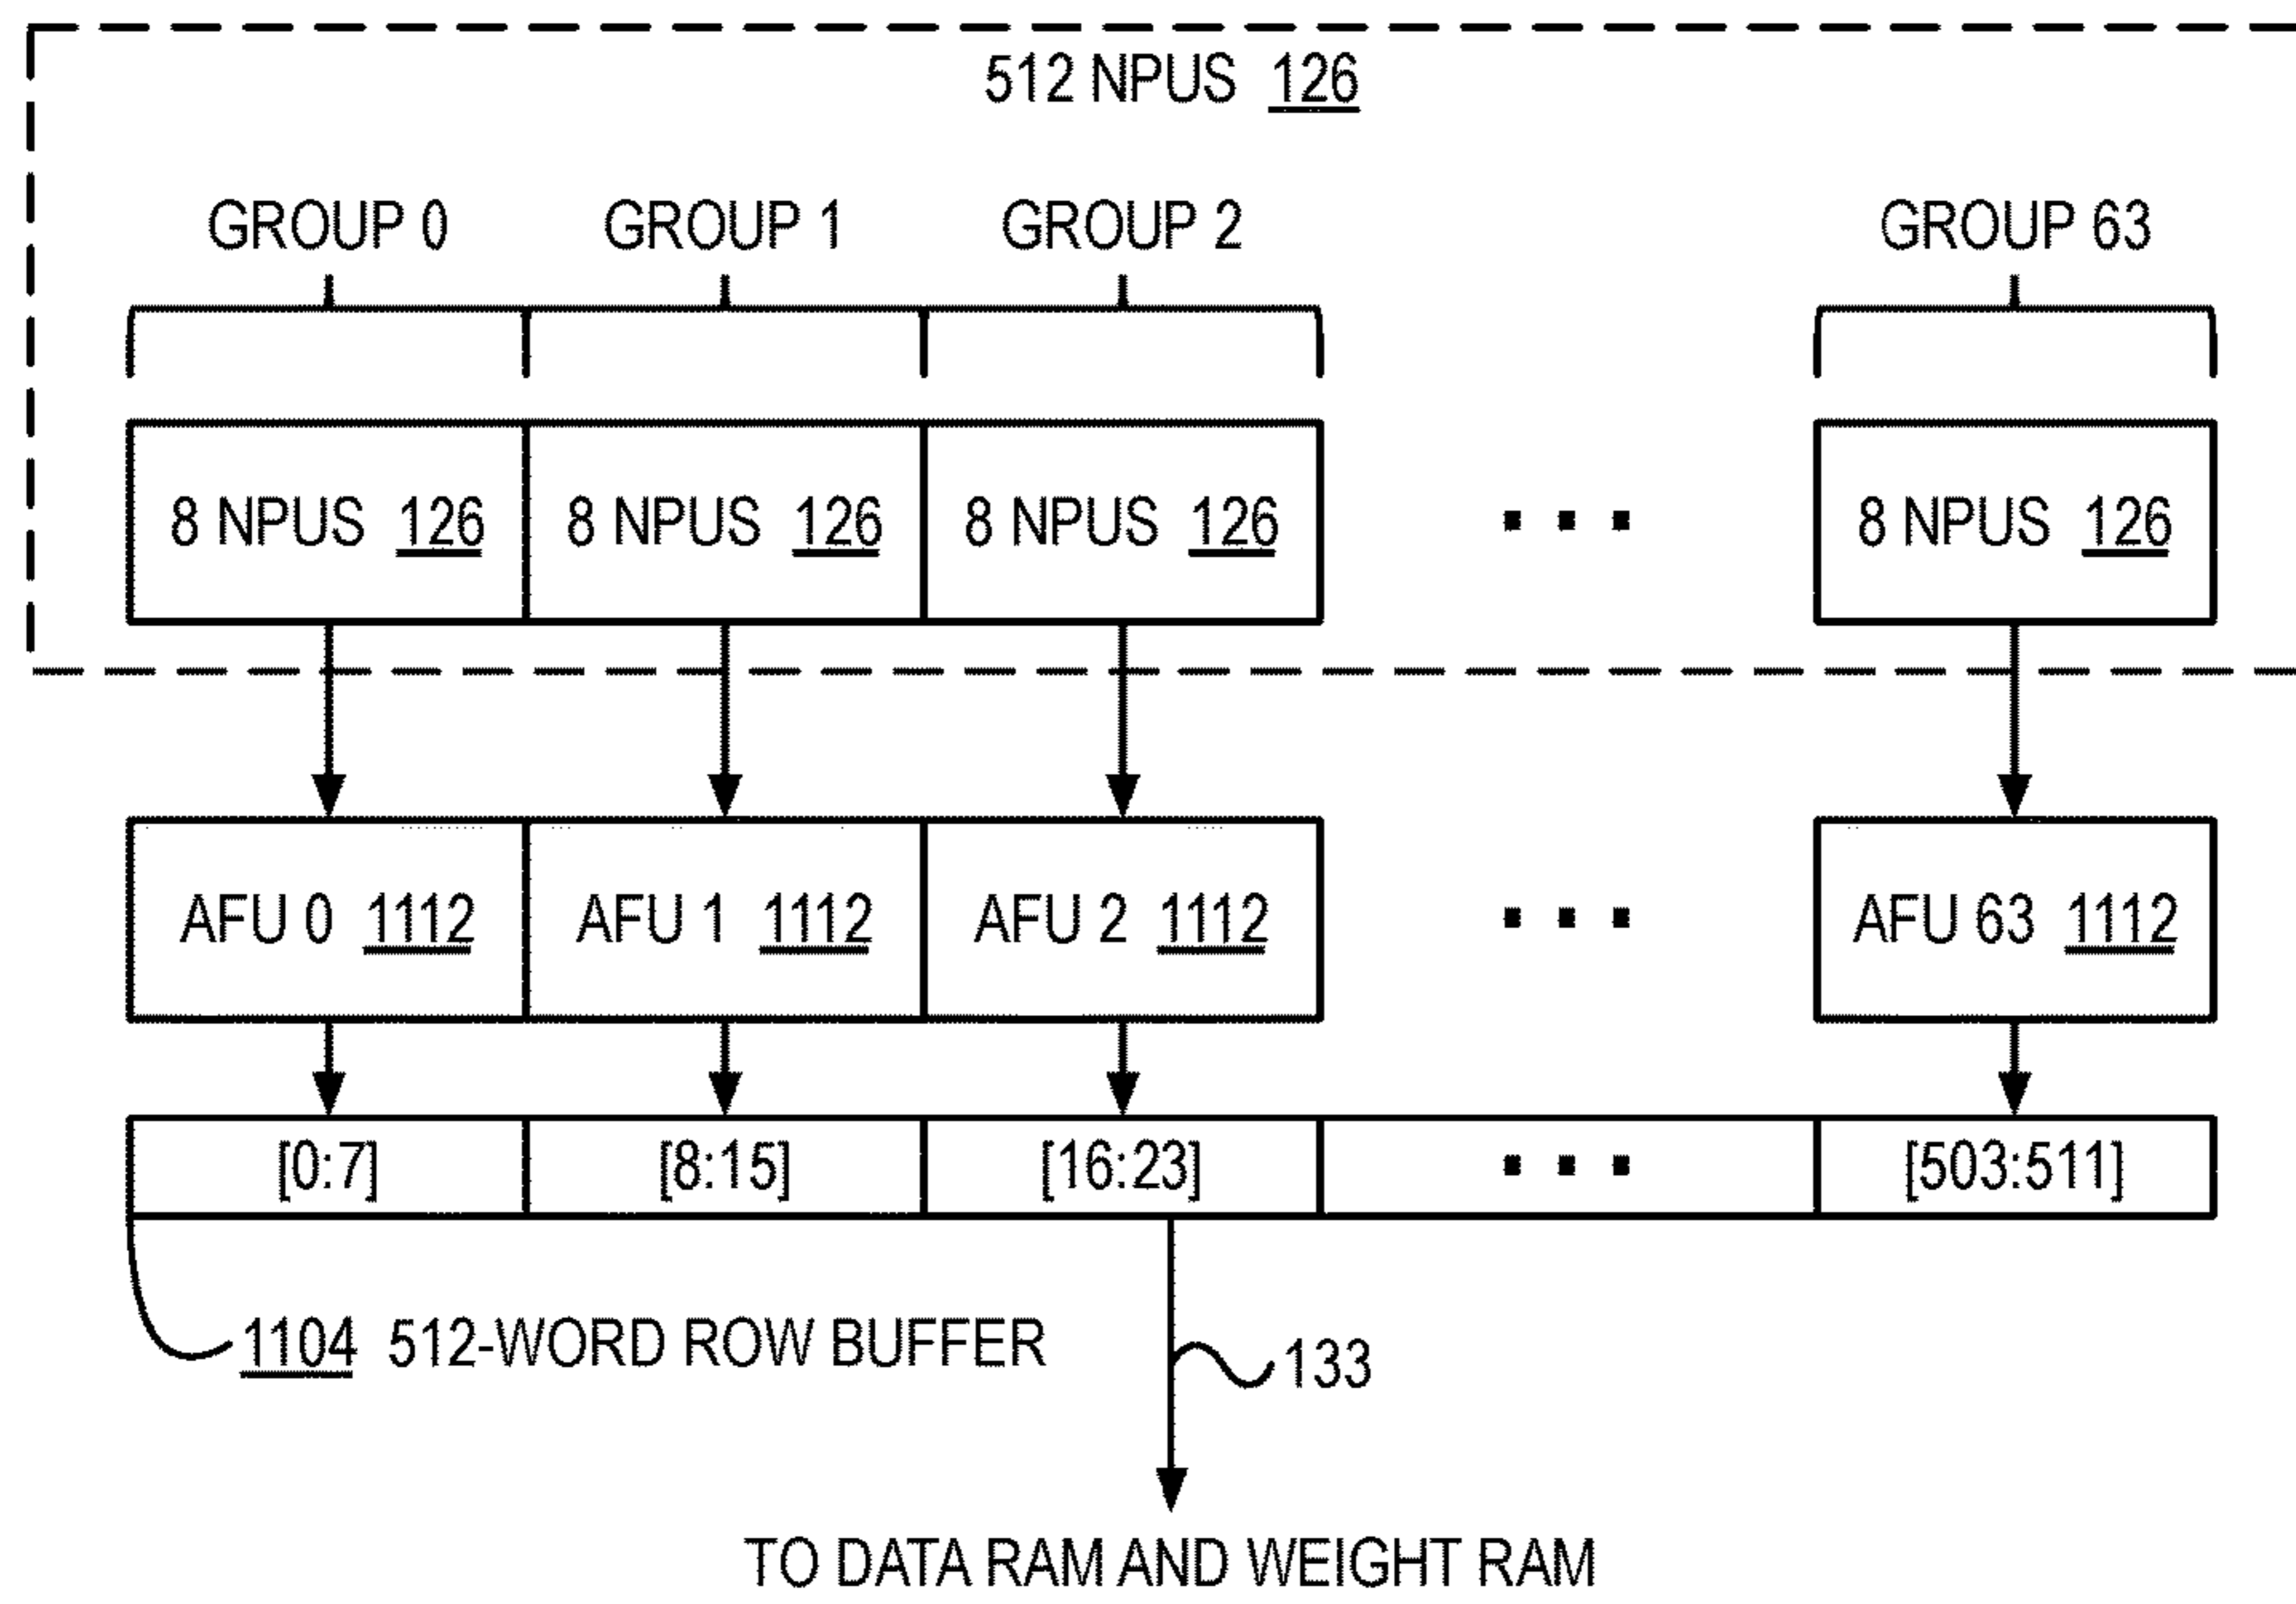 512 NPUS 126
GROUP 0 GROUP 1 GROUP 2 GROUP 63
8 NPUS 126 8 NPUS 126 8 NPUS 126 ... 8 NPUS 126
AFU 0 1112 AFU 1 1112 AFU 2 1112 ... AFU 63 1112
[0:7] [8:15] [16:23] ... [503:511]
1104 512-WORD ROW BUFFER 133
TO DATA RAM AND WEIGHT RAM